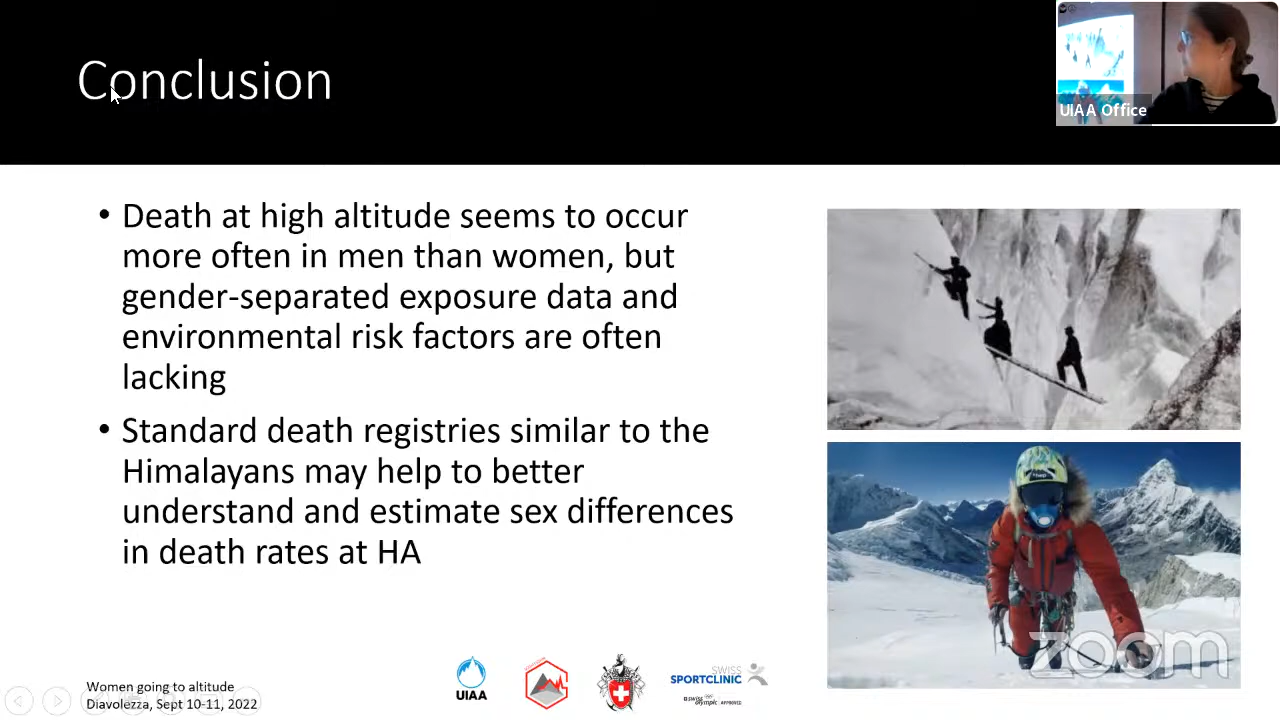 Conclusion
UIAA Office
• Death at high altitude seems to occur
more often in men than women, but
gender-separated exposure data and
environmental risk factors are often
lacking
• Standard death registries similar to the
Himalayans may help to better
understand and estimate sex differences
in death rates at HA
zoom
Women going to altitude
Diavolezza, Sept 10-11, 2022
UIAA
SWISS
SPORTCLINIC
swiss olympic APPROVED